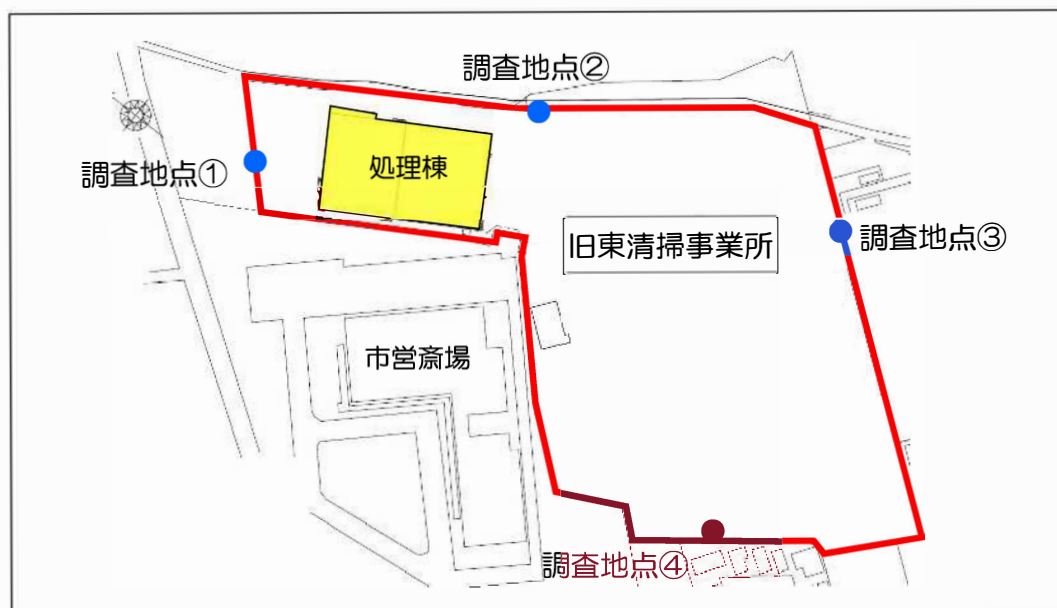 調査地点②
処理棟
調査地点①
旧東清掃事業所
調査地点③
市営斎場
調査地点④